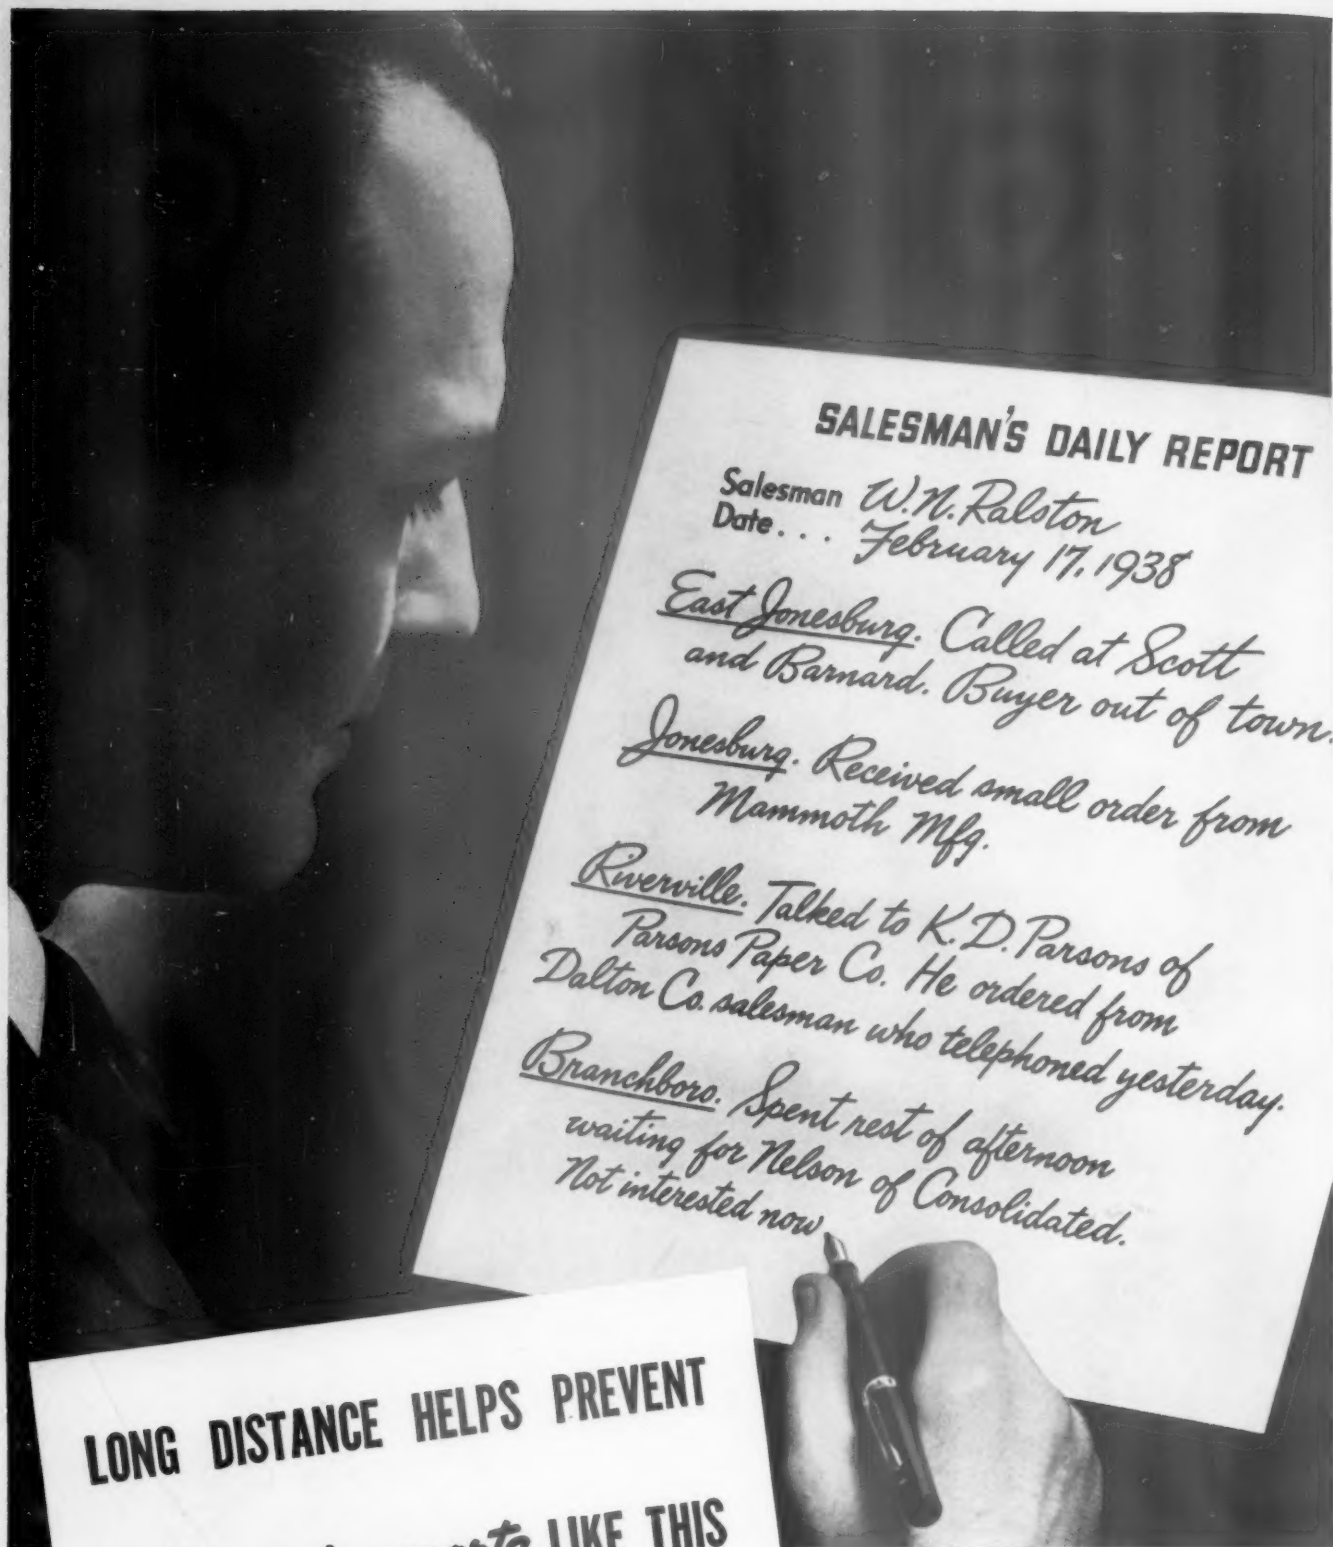 SALESMAN'S DAILY REPORT
Salesman W.N. Ralston
Date... February 17, 1938
East Jonesburg. Called at Scott
and Barnard. Buyer out of town.
Jonesburg. Received small order from
Mammoth Mfg.
Riverville. Talked to K.D. Parsons of
Parsons Paper Co. He ordered from
Dalton Co. salesman who telephoned yesterday.
Branchboro. Spent rest of afternoon
waiting for Nelson of Consolidated.
Not interested now
LONG DISTANCE HELPS PREVENT
LIKE THIS